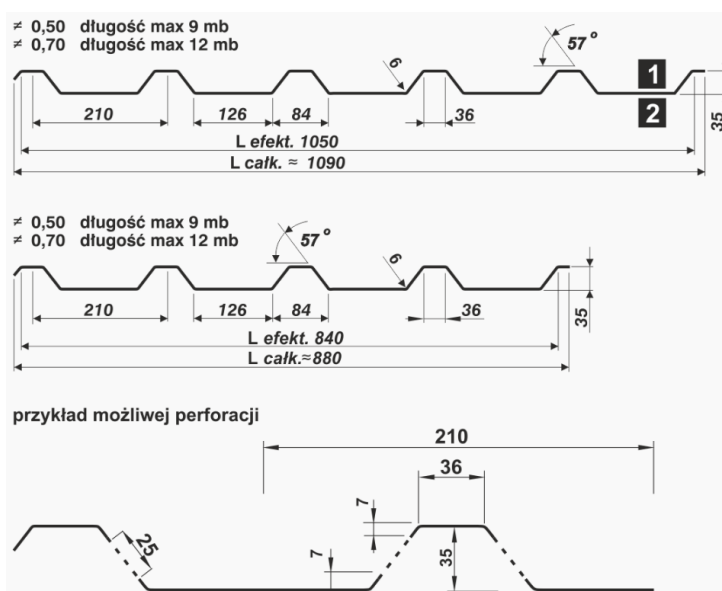 ≠ 0,50 długość max 9 mb
≠ 0,70 długość max 12 mb
57°
6
1
2
210
126
84
36
35
L efekt. 1050
L całk. ≈ 1090
≠ 0,50 długość max 9 mb
≠ 0,70 długość max 12 mb
57°
6
210
126
84
36
35
L efekt. 840
L całk.≈880
przykład możliwej perforacji
210
36
7
25
7
35